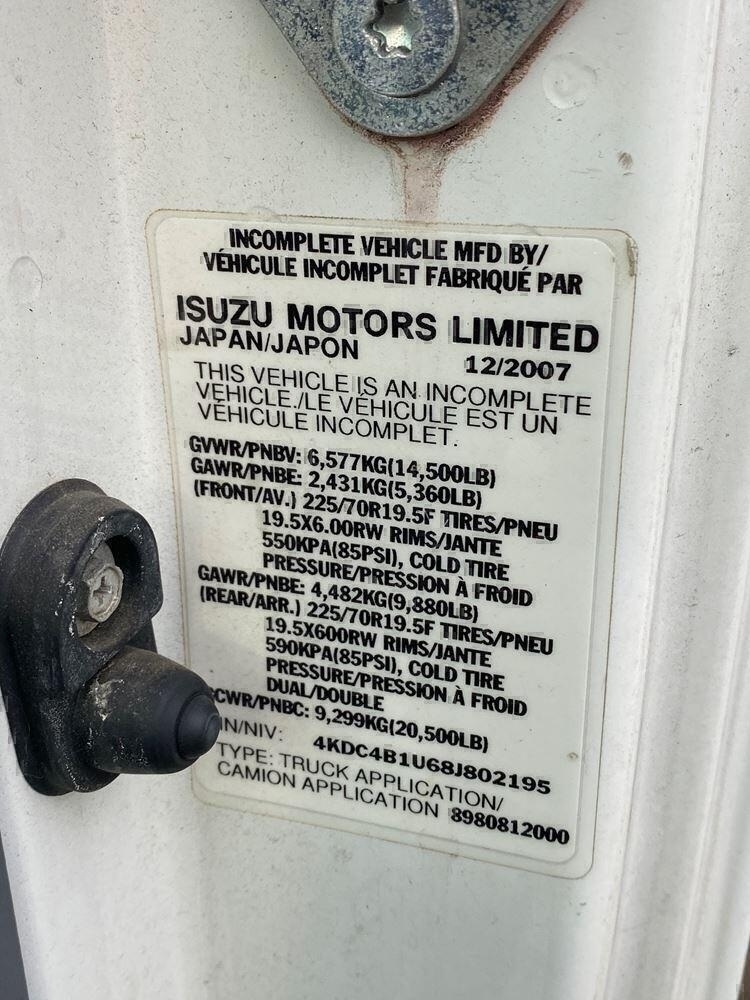 INCOMPLETE VEHICLE MFD BY/
VÉHICULE INCOMPLET FABRIQUÉ PAR
ISUZU MOTORS LIMITED
JAPAN/JAPON 12/2007
THIS VEHICLE IS AN INCOMPLETE
VEHICLE./LE VÉHICULE EST UN
VÉHICULE INCOMPLET.
GVWR/PNBV: 6,577KG(14,500LB)
GAWR/PNBE: 2,431KG(5,360LB)
(FRONT/AV.) 225/70R19.5F TIRES/PNEU
19.5X6.00RW RIMS/JANTE
550KPA(85PSI), COLD TIRE
PRESSURE/PRESSION À FROID
GAWR/PNBE: 4,482KG(9,880LB)
(REAR/ARR.) 225/70R19.5F TIRES/PNEU
19.5X600RW RIMS/JANTE
590KPA(85PSI), COLD TIRE
PRESSURE/PRESSION À FROID
DUAL/DOUBLE
CWR/PNBC: 9,299KG(20,500LB)
IN/NIV: 4KDC4B1U68J802195
TYPE: TRUCK APPLICATION/
CAMION APPLICATION 8980812000